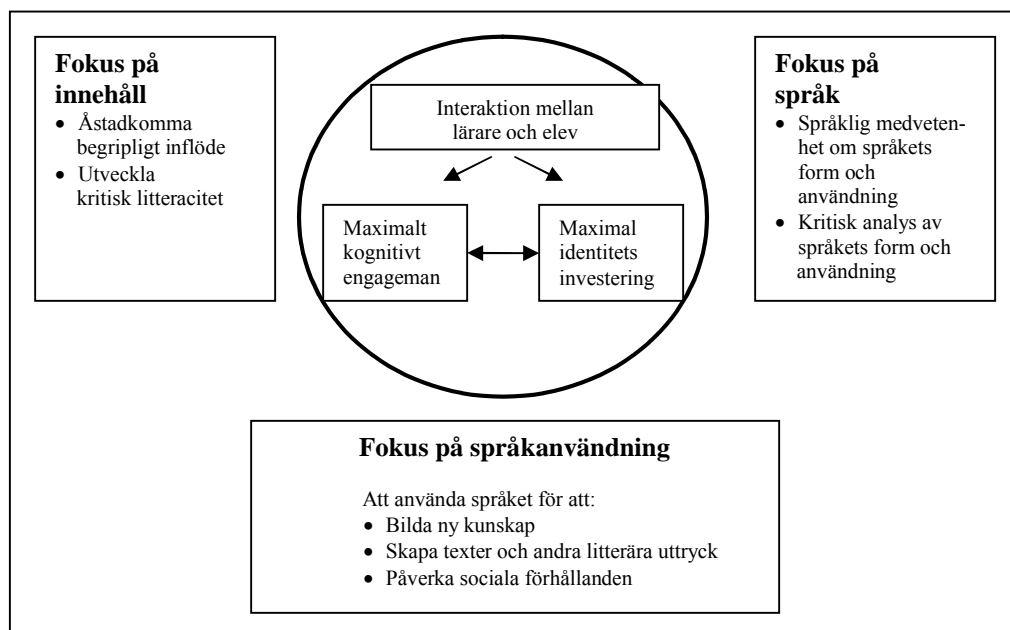 Fokus på
innehåll
• Åstadkomma
begripligt inflöde
• Utveckla
kritisk litteracitet
Interaktion mellan
lärare och elev
Maximalt
kognitivt
engageman
Maximal
identitets
investering
Fokus på
språk
• Språklig medveten-
het om språkets
form och
användning
• Kritisk analys av
språkets form och
användning
Fokus på språkanvändning
Att använda språket för att:
• Bilda ny kunskap
• Skapa texter och andra litterära uttryck
• Påverka sociala förhållanden